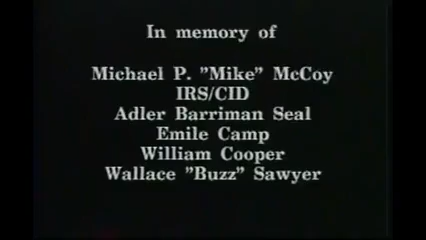 In memory of
Michael P. ”Mike” McCoy
IRS/CID
Adler Barriman Seal
Emile Camp
William Cooper
Wallace ”Buzz” Sawyer